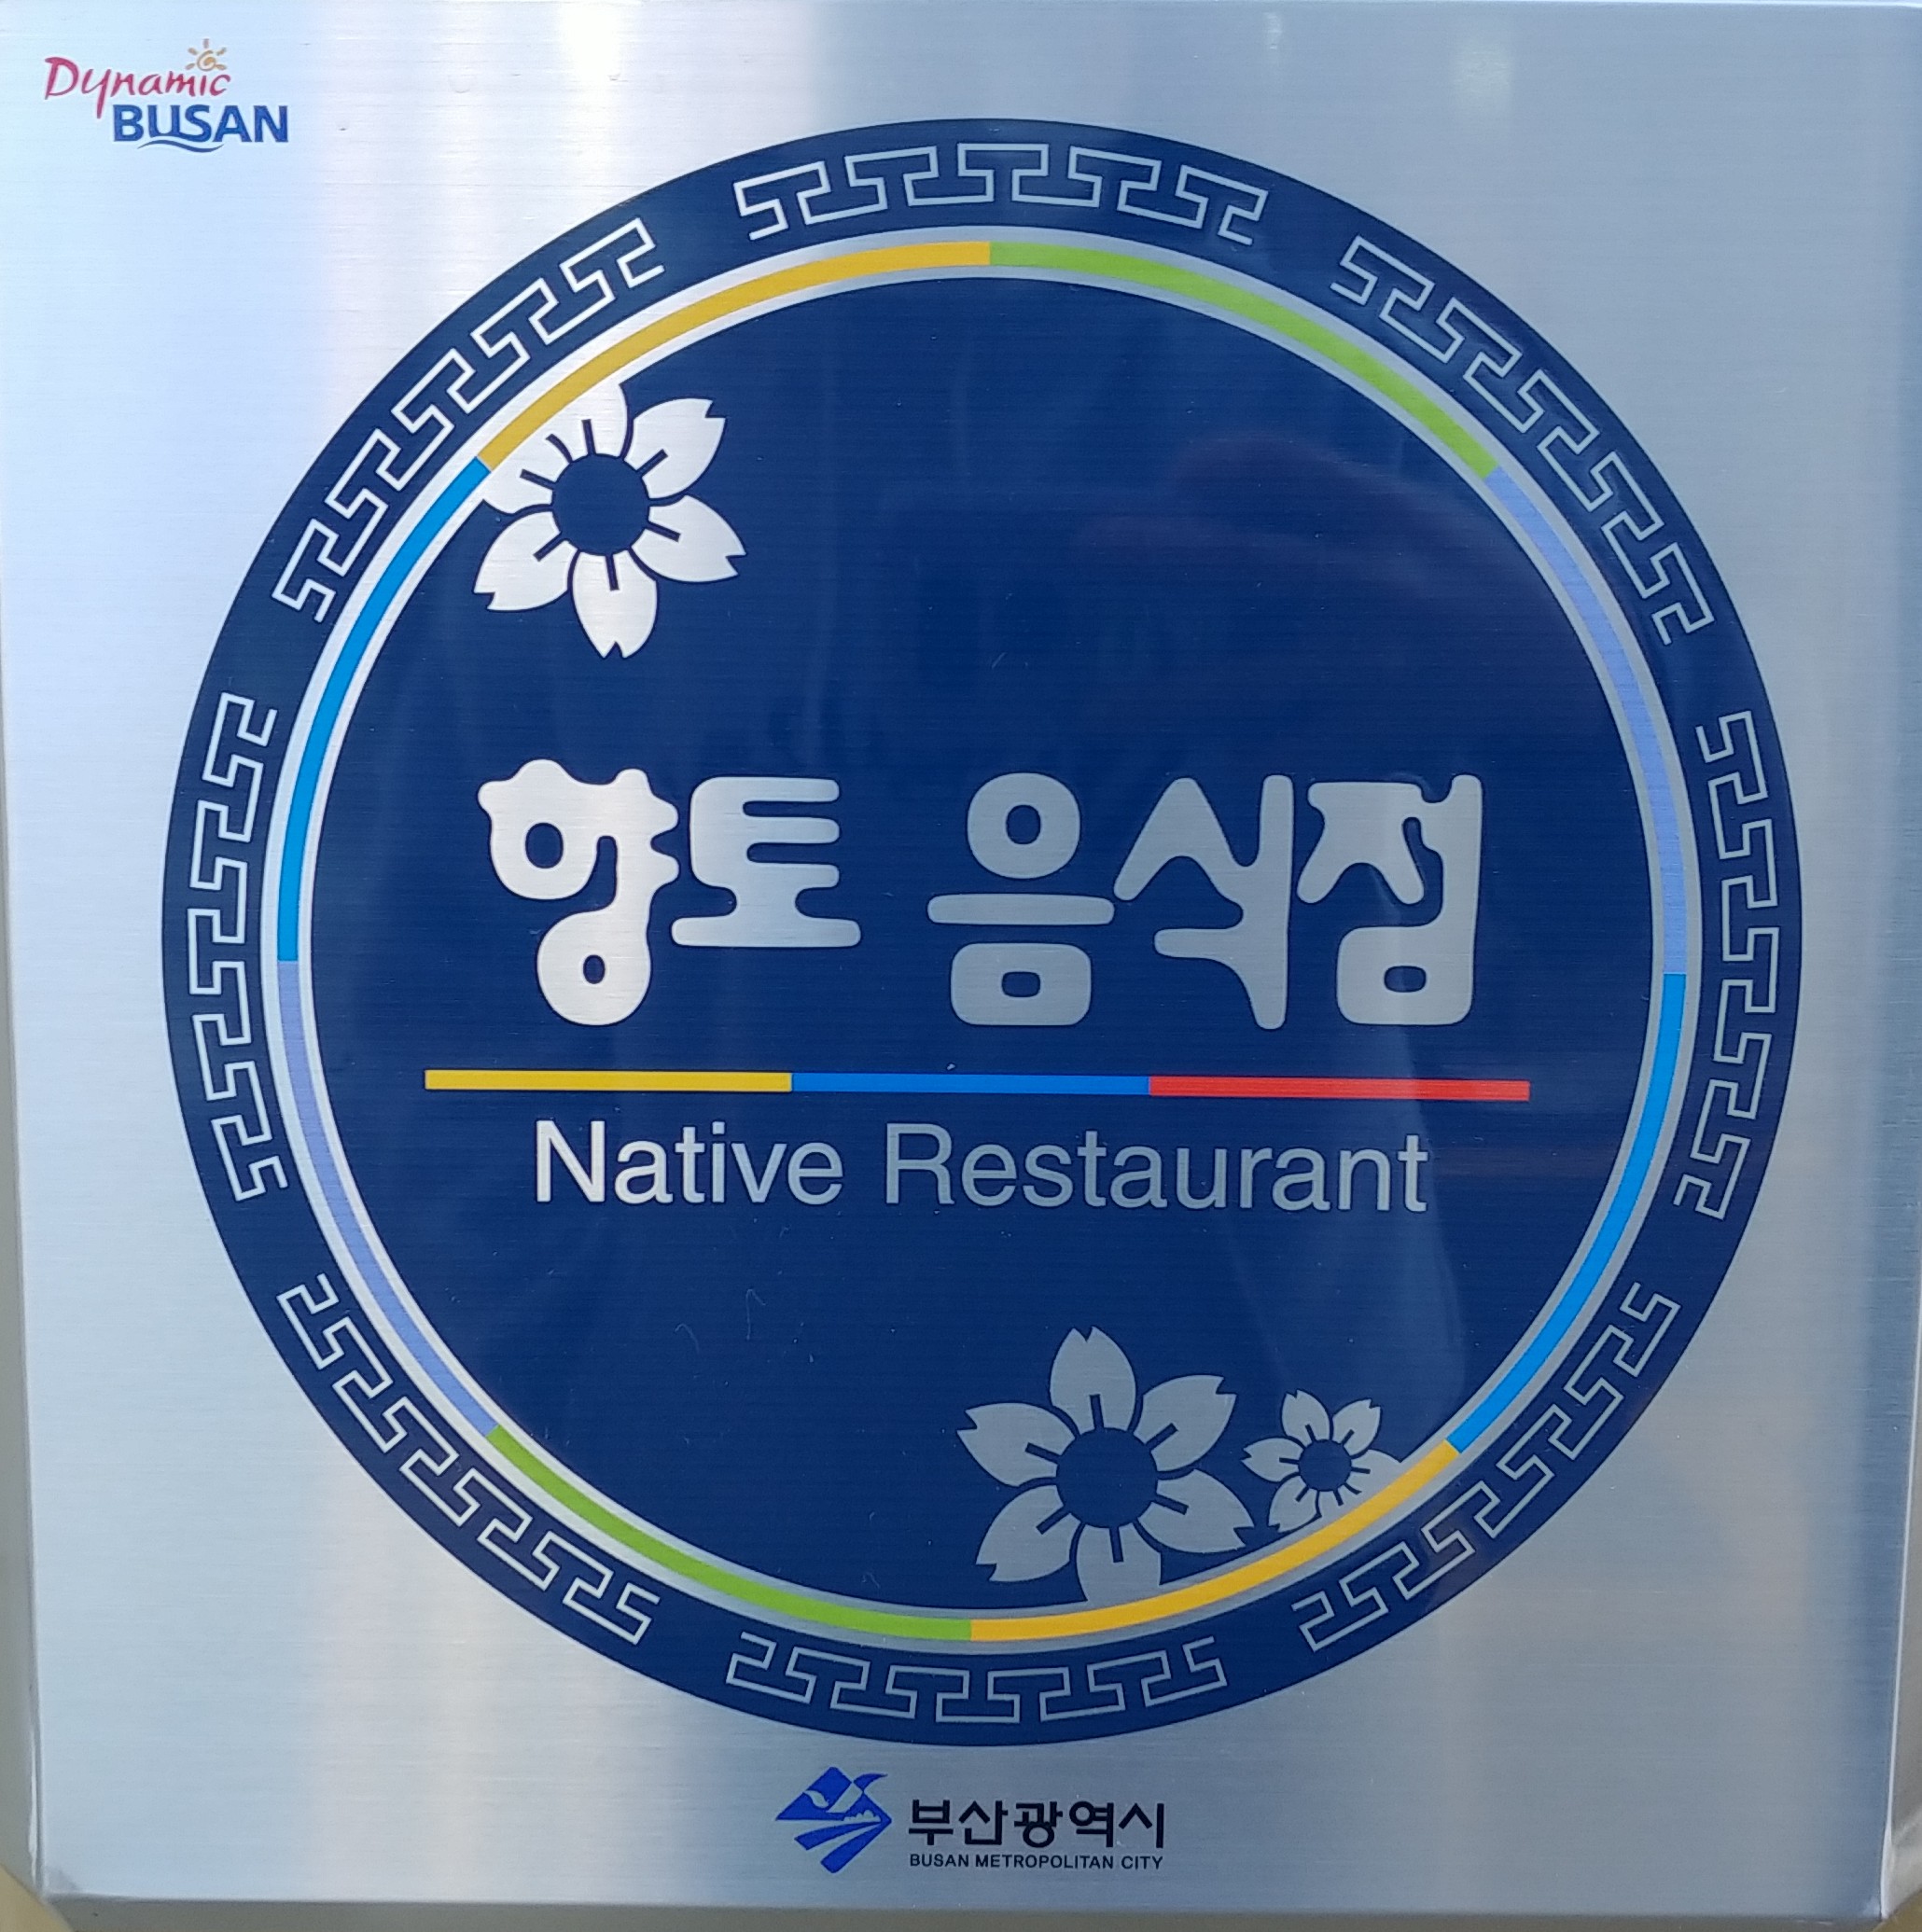 Dynamic
BUSAN
향토 음식점
Native Restaurant
부산광역시
BUSAN METROPOLITAN CITY